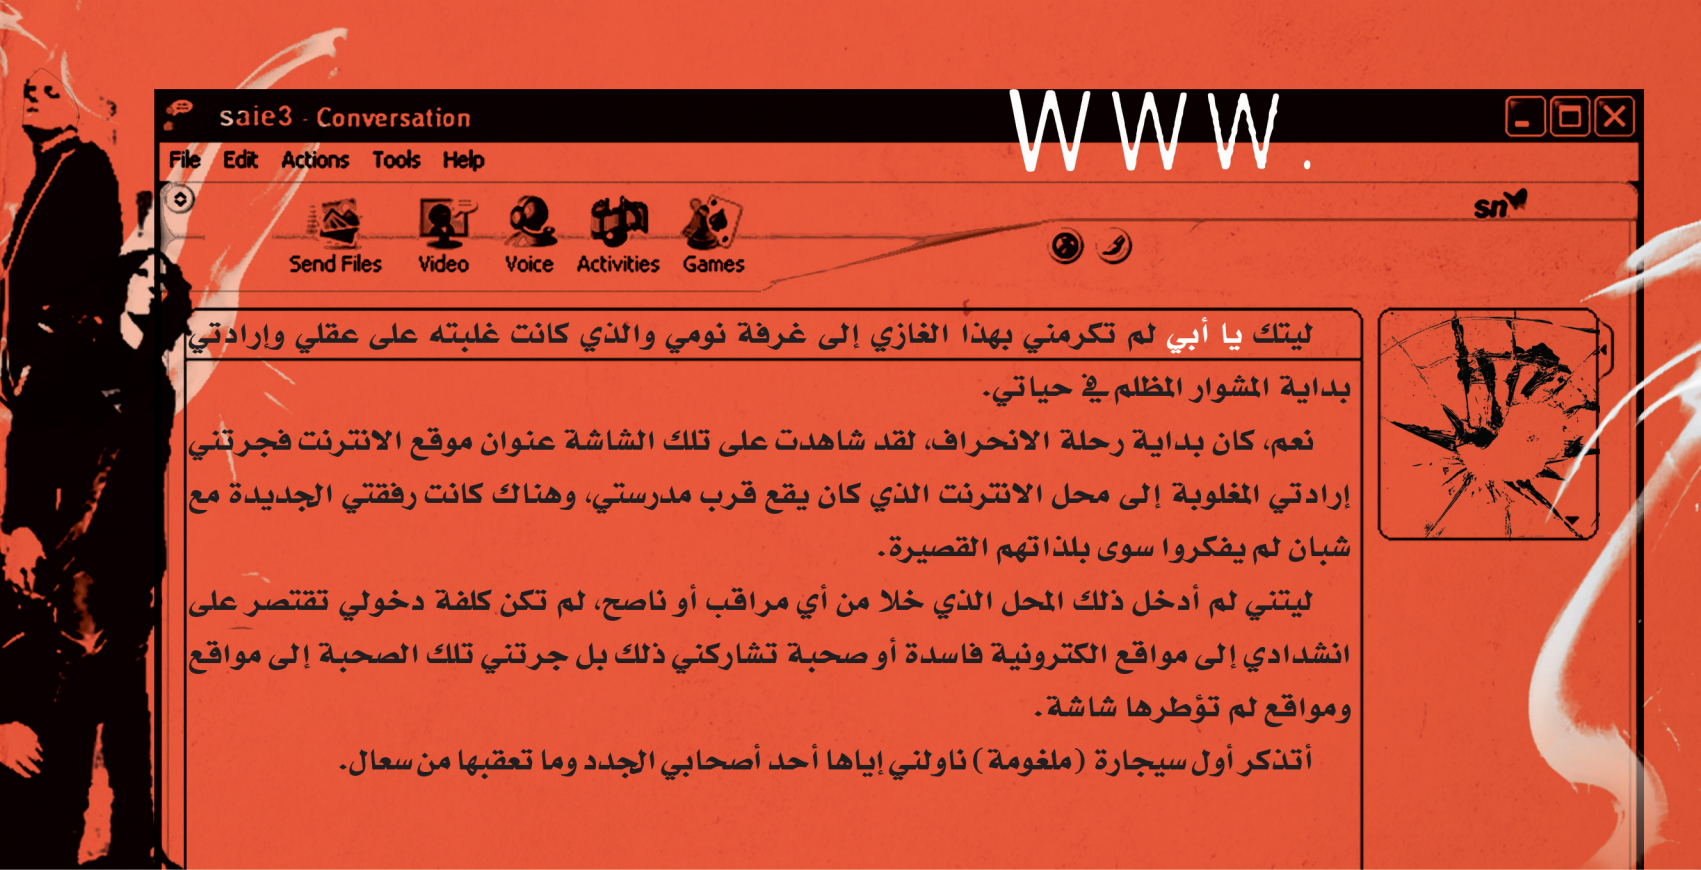 saie3 - Conversation
WWW.
File Edit Actions Tools Help
sn
Send Files Video Voice Activities Games
ليتك يا أبي لم تكرمني بهذا الغازي إلى غرفة نومي والذي كانت غلبته على عقلي وإرادتي
بداية المشوار المظلم في حياتي.
نعم، كان بداية رحلة الانحراف، لقد شاهدت على تلك الشاشة عنوان موقع الانترنت فجرتني
إرادتي المغلوبة إلى محل الانترنت الذي كان يقع قرب مدرستي، وهناك كانت رفقتي الجديدة مع
شبان لم يفكروا سوى بلذاتهم القصيرة.
ليتني لم أدخل ذلك المحل الذي خلا من أي مراقب أو ناصح، لم تكن كلفة دخولي تقتصر على
انشدادي إلى مواقع الكترونية فاسدة أو صحبة تشاركني ذلك بل جرتني تلك الصحبة إلى مواقع
ومواقع لم تؤطرها شاشة.
أتذكر أول سيجارة (ملغومة) ناولني إياها أحد أصحابي الجدد وما تعقبها من سعال.